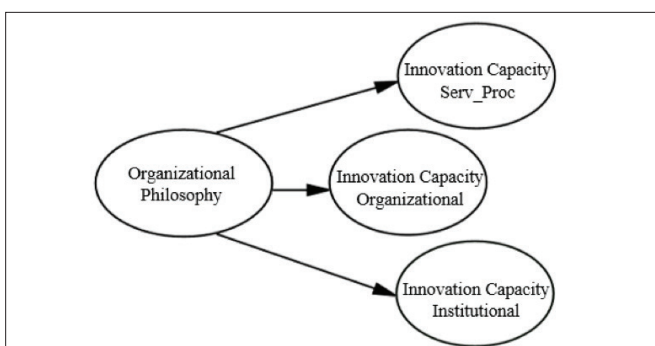 Innovation Capacity
Serv_Proc
Organizational
Philosophy
Innovation Capacity
Organizational
Innovation Capacity
Institutional